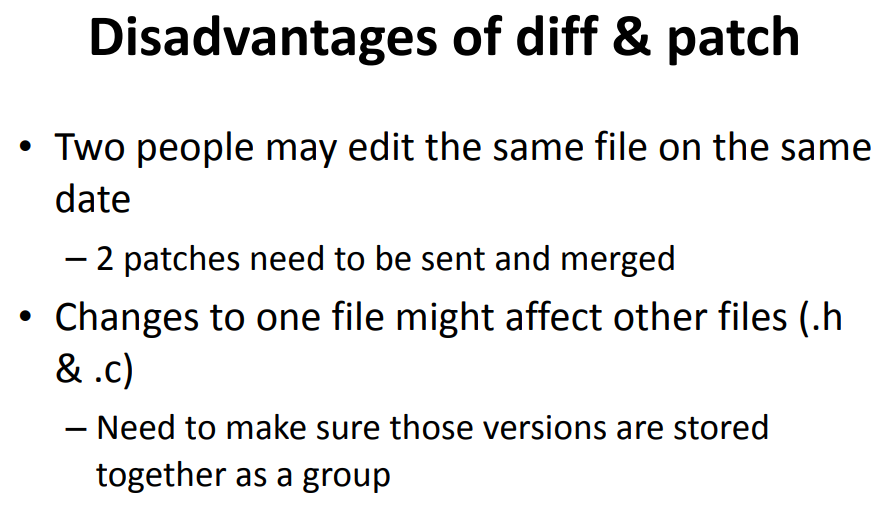 Disadvantages of diff & patch
• Two people may edit the same file on the same
date
– 2 patches need to be sent and merged
• Changes to one file might affect other files (.h
& .c)
– Need to make sure those versions are stored
together as a group